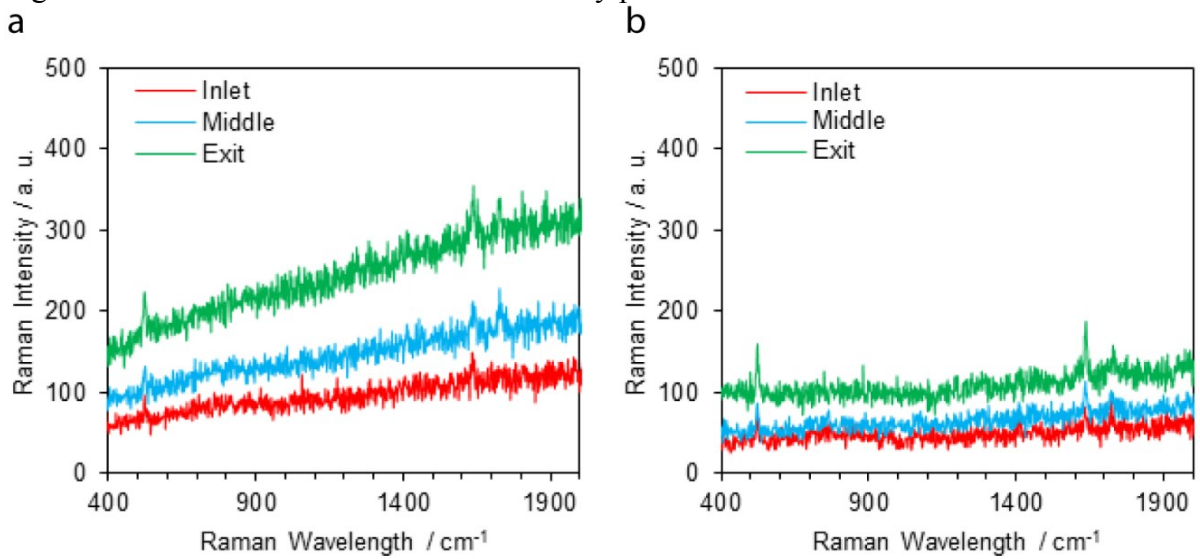 a
b
500
400
300
200
100
0
Raman Intensity / a. u.
Inlet
Middle
Exit
400
900
1400
1900
Raman Wavelength / cm-1
500
400
300
200
100
0
Raman Intensity / a. u.
Inlet
Middle
Exit
400
900
1400
1900
Raman Wavelength / cm-1